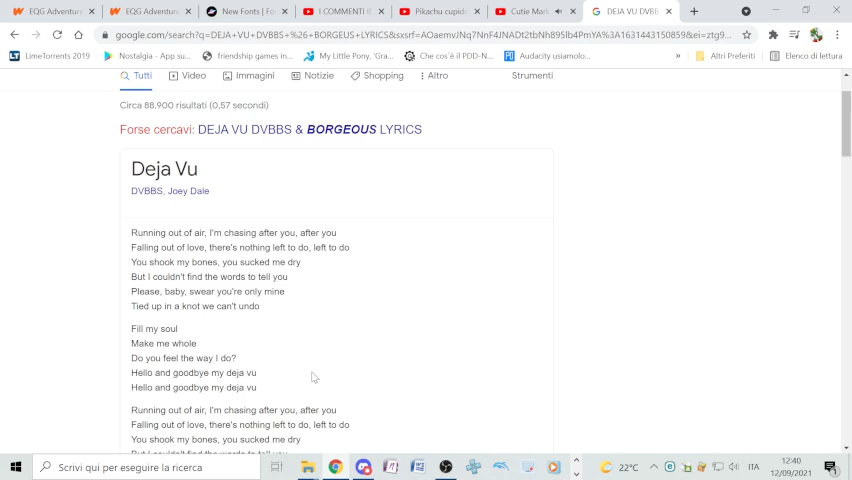 EQG Adventure
EQG Adventure
New Fonts | Fo
I COMMENTI I
Pikachu cupid
Cutie Mark
DEJA VU DVBB
google.com/search?q=DEJA+VU+DVBBS+%26+BORGEUS+LYRICS&sxsrf=AOaemvJNq7NnrF4JNADt2tbNh895lb4PmYA%3A1631443150859&ei=ztg9...
LimeTorrents 2019
Nostalgia - App su...
friendship games in...
My Little Pony, 'Gra...
Che cos'è il PDD-N...
Audacity usiamolo...
»
Altri Preferiti
Elenco di lettura
Tutti
Video
Immagini
Notizie
Shopping
Altro
Strumenti
Circa 88.900 risultati (0,57 secondi)
Forse cercavi: DEJA VU DVBBS & BORGEOUS LYRICS
Deja Vu
DVBBS, Joey Dale
Running out of air, I'm chasing after you, after you
Falling out of love, there's nothing left to do, left to do
You shook my bones, you sucked me dry
But I couldn't find the words to tell you
Please, baby, swear you're only mine
Tied up in a knot we can't undo
Fill my soul
Make me whole
Do you feel the way I do?
Hello and goodbye my deja vu
Hello and goodbye my deja vu
Running out of air, I'm chasing after you, after you
Falling out of love, there's nothing left to do, left to do
You shook my bones, you sucked me dry
But I couldn't find the words to tell you
Scrivi qui per eseguire la ricerca
22°C
ITA
12:40
12/09/2021